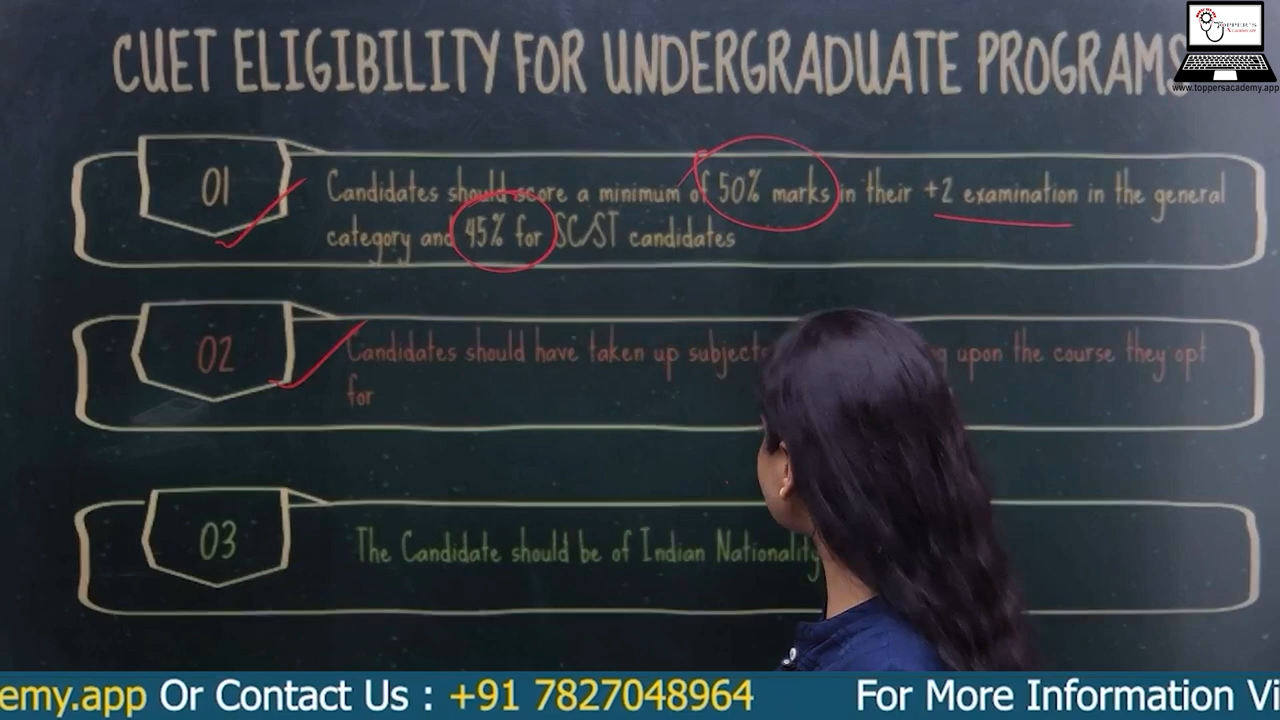 TOPPER'S
ACADEMY.APP
www.toppersacademy.app
CUET ELIGIBILITY FOR UNDERGRADUATE PROGRAMS
01
Candidates should score a minimum of 50% marks in their +2 examination in the general
category and 45% for SC/ST candidates
02
Candidates should have taken up subjects upon the course they opt
for
03
The Candidate should be of Indian Nationality
emy.app Or Contact Us : +91 7827048964 For More Information Vi